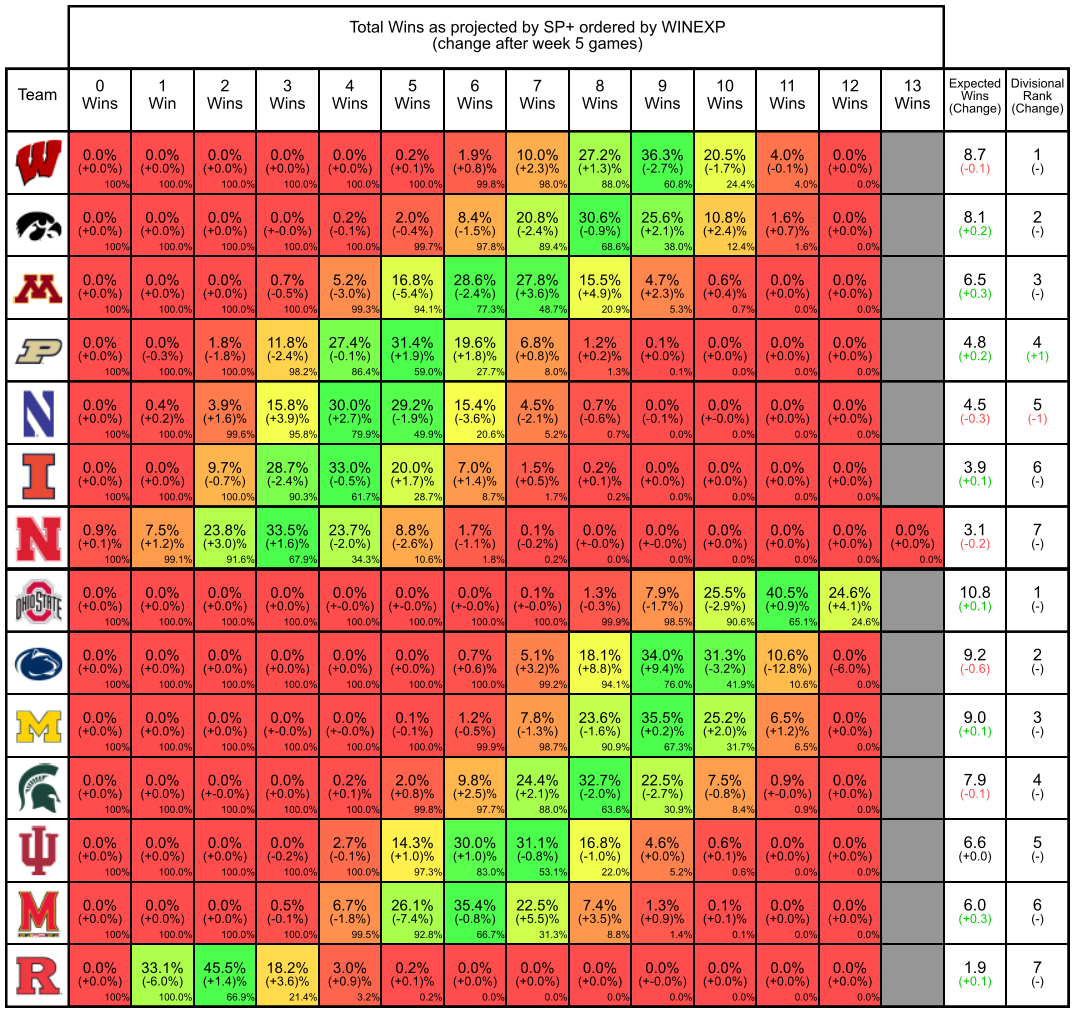 Total Wins as projected by SP+ ordered by WINEXP
(change after week 5 games)
Team 0 Wins 1 Win 2 Wins 3 Wins 4 Wins 5 Wins 6 Wins 7 Wins 8 Wins 9 Wins 10 Wins 11 Wins 12 Wins 13 Wins Expected Wins (Change) Divisional Rank (Change)
W 0.0% 0.0% 0.0% 0.0% 0.0% 0.2% 1.9% 10.0% 27.2% 36.3% 20.5% 4.0% 0.0% 8.7 1
(+0.0%) (+0.0)% (+0.0)% (+0.0)% (+0.0)% (+0.1)% (+0.8)% (+2.3)% (+1.3)% (-2.7)% (-1.7)% (-0.1)% (+0.0)% (-0.1) (-)
100% 100.0% 100.0% 100.0% 100.0% 100.0% 99.8% 98.0% 88.0% 60.8% 24.4% 4.0% 0.0%
0.0% 0.0% 0.0% 0.0% 0.2% 2.0% 8.4% 20.8% 30.6% 25.6% 10.8% 1.6% 0.0% 8.1 2
(+0.0%) (+0.0)% (+0.0)% (+-0.0)% (-0.1)% (-0.4)% (-1.5)% (-2.4)% (-0.9)% (+2.1)% (+2.4)% (+0.7)% (+0.0)% (+0.2) (-)
100% 100.0% 100.0% 100.0% 100.0% 99.7% 97.8% 89.4% 68.6% 38.0% 12.4% 1.6% 0.0%
M 0.0% 0.0% 0.0% 0.7% 5.2% 16.8% 28.6% 27.8% 15.5% 4.7% 0.6% 0.0% 0.0% 6.5 3
(+0.0%) (+0.0)% (+0.0)% (-0.5)% (-3.0)% (-5.4)% (-2.4)% (+3.6)% (+4.9)% (+2.3)% (+0.4)% (+0.0)% (+0.0)% (+0.3) (-)
100% 100.0% 100.0% 100.0% 99.3% 94.1% 77.3% 48.7% 20.9% 5.3% 0.7% 0.0% 0.0%
P 0.0% 0.0% 1.8% 11.8% 27.4% 31.4% 19.6% 6.8% 1.2% 0.1% 0.0% 0.0% 0.0% 4.8 4
(+0.0%) (-0.3)% (-1.8)% (-2.4)% (-0.1)% (+1.9)% (+1.8)% (+0.8)% (+0.2)% (+0.0)% (+0.0)% (+0.0)% (+0.0)% (+0.2) (+1)
100% 100.0% 100.0% 98.2% 86.4% 59.0% 27.7% 8.0% 1.3% 0.1% 0.0% 0.0% 0.0%
N 0.0% 0.4% 3.9% 15.8% 30.0% 29.2% 15.4% 4.5% 0.7% 0.0% 0.0% 0.0% 0.0% 4.5 5
(+0.0%) (+0.2)% (+1.6)% (+3.9)% (+2.7)% (-1.9)% (-3.6)% (-2.1)% (-0.6)% (-0.1)% (+-0.0)% (+0.0)% (+0.0)% (-0.3) (-1)
100% 100.0% 99.6% 95.8% 79.9% 49.9% 20.6% 5.2% 0.7% 0.0% 0.0% 0.0% 0.0%
I 0.0% 0.0% 9.7% 28.7% 33.0% 20.0% 7.0% 1.5% 0.2% 0.0% 0.0% 0.0% 0.0% 3.9 6
(+0.0%) (+0.0)% (-0.7)% (-2.4)% (-0.5)% (+1.7)% (+1.4)% (+0.5)% (+0.1)% (+0.0)% (+0.0)% (+0.0)% (+0.0)% (+0.1) (-)
100% 100.0% 100.0% 90.3% 61.7% 28.7% 8.7% 1.7% 0.2% 0.0% 0.0% 0.0% 0.0%
N 0.9% 7.5% 23.8% 33.5% 23.7% 8.8% 1.7% 0.1% 0.0% 0.0% 0.0% 0.0% 0.0% 0.0% 3.1 7
(+0.1)% (+1.2)% (+3.0)% (+1.6)% (-2.0)% (-2.6)% (-1.1)% (-0.2)% (+-0.0)% (+-0.0)% (+0.0)% (+0.0)% (+0.0)% (+0.0)% (-0.2) (-)
100% 99.1% 91.6% 67.9% 34.3% 10.6% 1.8% 0.2% 0.0% 0.0% 0.0% 0.0% 0.0% 0.0%
OHIO STATE 0.0% 0.0% 0.0% 0.0% 0.0% 0.0% 0.0% 0.1% 1.3% 7.9% 25.5% 40.5% 24.6% 10.8 1
(+0.0%) (+0.0)% (+0.0)% (+0.0)% (+-0.0)% (+-0.0)% (+-0.0)% (+-0.0)% (-0.3)% (-1.7)% (-2.9)% (+0.9)% (+4.1)% (+0.1) (-)
100% 100.0% 100.0% 100.0% 100.0% 100.0% 100.0% 100.0% 99.9% 98.5% 90.6% 65.1% 24.6%
0.0% 0.0% 0.0% 0.0% 0.0% 0.0% 0.7% 5.1% 18.1% 34.0% 31.3% 10.6% 0.0% 9.2 2
(+0.0%) (+0.0)% (+0.0)% (+0.0)% (+0.0)% (+0.0)% (+0.6)% (+3.2)% (+8.8)% (+9.4)% (-3.2)% (-12.8)% (-6.0)% (-0.6) (-)
100% 100.0% 100.0% 100.0% 100.0% 100.0% 100.0% 99.2% 94.1% 76.0% 41.9% 10.6% 0.0%
M 0.0% 0.0% 0.0% 0.0% 0.0% 0.1% 1.2% 7.8% 23.6% 35.5% 25.2% 6.5% 0.0% 9.0 3
(+0.0%) (+0.0)% (+0.0)% (+-0.0)% (+-0.0)% (-0.1)% (-0.5)% (-1.3)% (-1.6)% (+0.2)% (+2.0)% (+1.2)% (+0.0)% (+0.1) (-)
100% 100.0% 100.0% 100.0% 100.0% 100.0% 99.9% 98.7% 90.9% 67.3% 31.7% 6.5% 0.0%
0.0% 0.0% 0.0% 0.0% 0.2% 2.0% 9.8% 24.4% 32.7% 22.5% 7.5% 0.9% 0.0% 7.9 4
(+0.0%) (+0.0)% (+-0.0)% (+0.0)% (+0.1)% (+0.8)% (+2.5)% (+2.1)% (-2.0)% (-2.7)% (-0.8)% (+-0.0)% (+0.0)% (-0.1) (-)
100% 100.0% 100.0% 100.0% 100.0% 99.8% 97.7% 88.0% 63.6% 30.9% 8.4% 0.9% 0.0%
0.0% 0.0% 0.0% 0.0% 2.7% 14.3% 30.0% 31.1% 16.8% 4.6% 0.6% 0.0% 0.0% 6.6 5
(+0.0%) (+0.0)% (+0.0)% (-0.2)% (-0.1)% (+1.0)% (+1.0)% (-0.8)% (-1.0)% (+0.0)% (+0.1)% (+0.0)% (+0.0)% (+0.0) (-)
100% 100.0% 100.0% 100.0% 100.0% 97.3% 83.0% 53.1% 22.0% 5.2% 0.6% 0.0% 0.0%
M 0.0% 0.0% 0.0% 0.5% 6.7% 26.1% 35.4% 22.5% 7.4% 1.3% 0.1% 0.0% 0.0% 6.0 6
(+0.0%) (+0.0)% (+0.0)% (-0.1)% (-1.8)% (-7.4)% (-0.8)% (+5.5)% (+3.5)% (+0.9)% (+0.1)% (+0.0)% (+0.0)% (+0.3) (-)
100% 100.0% 100.0% 100.0% 99.5% 92.8% 66.7% 31.3% 8.8% 1.4% 0.1% 0.0% 0.0%
R 0.0% 33.1% 45.5% 18.2% 3.0% 0.2% 0.0% 0.0% 0.0% 0.0% 0.0% 0.0% 0.0% 1.9 7
(+0.0%) (-6.0)% (+1.4)% (+3.6)% (+0.9)% (+0.1)% (+0.0)% (+0.0)% (+0.0)% (+-0.0)% (+0.0)% (+0.0)% (+0.0)% (+0.1) (-)
100% 100.0% 66.9% 21.4% 3.2% 0.2% 0.0% 0.0% 0.0% 0.0% 0.0% 0.0% 0.0%